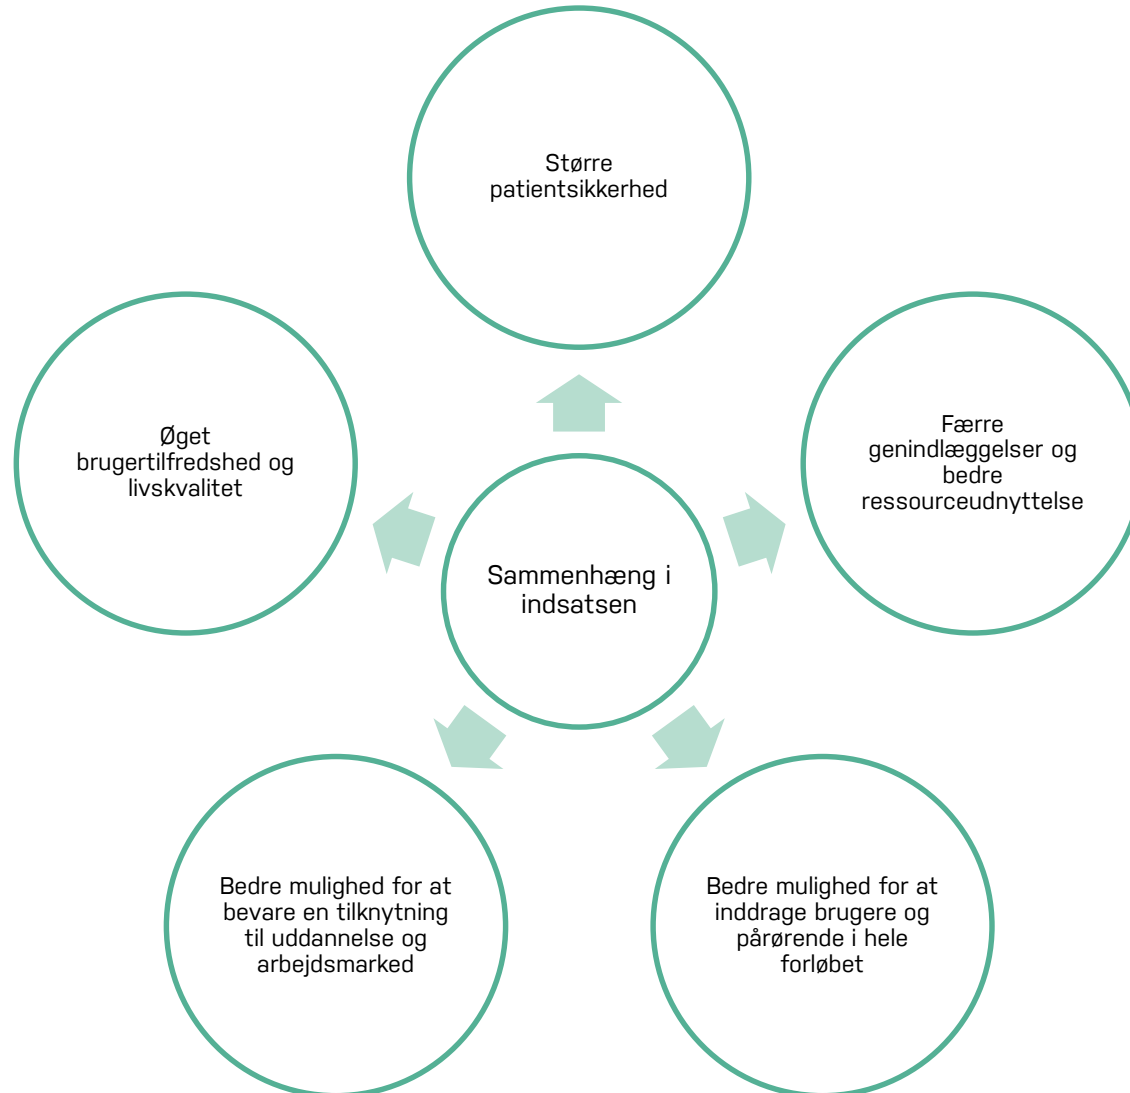 Større
patientsikkerhed
Øget
brugertilfredshed og
livskvalitet
Færre
genindlæggelser og
bedre
ressourceudnyttelse
Sammenhæng i
indsatsen
Bedre mulighed for at
bevare en tilknytning
til uddannelse og
arbejdsmarked
Bedre mulighed for at
inddrage brugere og
pårørende i hele
forløbet